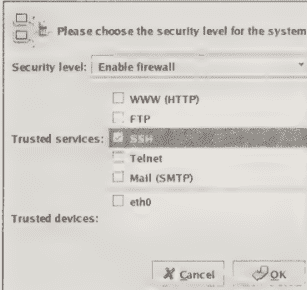 Please choose the security level for the system
Security level: Enable firewall
WWW (HTTP)
FTP
Trusted services: SSH
Telnet
Mail (SMTP)
eth0
Trusted devices:
Cancel OK